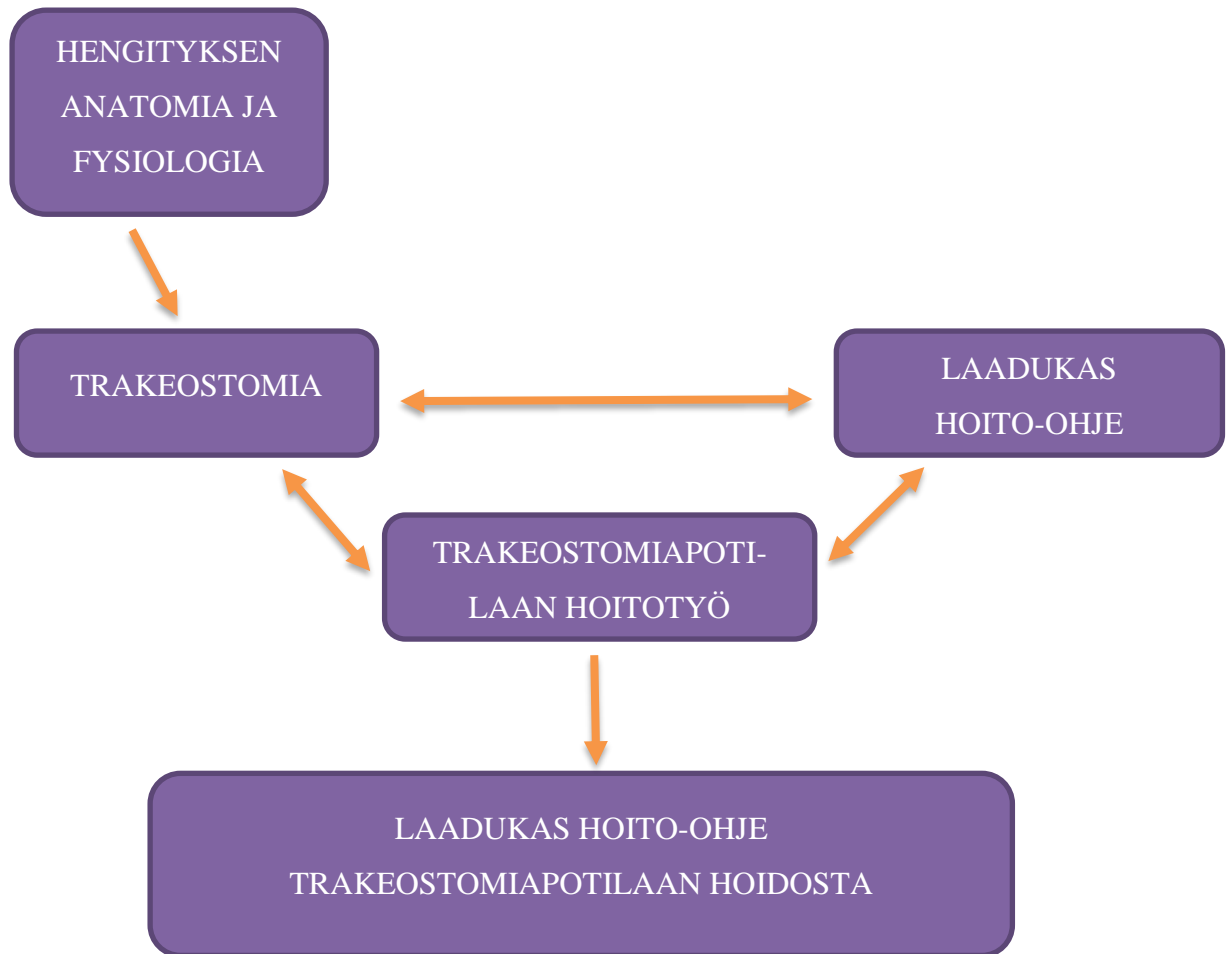 HENGITYKSEN
ANATOMIA JA
FYSIOLOGIA
TRAKEOSTOMIA
LAADUKAS
HOITO-OHJE
TRAKEOSTOMIAPOTI-
LAAN HOITOTYÖ
LAADUKAS HOITO-OHJE
TRAKEOSTOMIAPOTILAAN HOIDOSTA